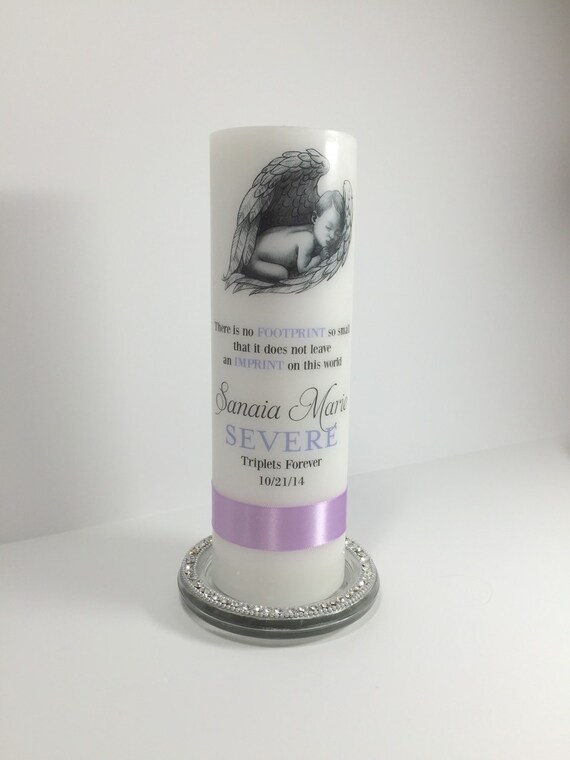 There is no FOOTPRINT so small
that it does not leave
an IMPRINT on this world
Sanaia Marie
SEVERE
Triplets Forever
10/21/14